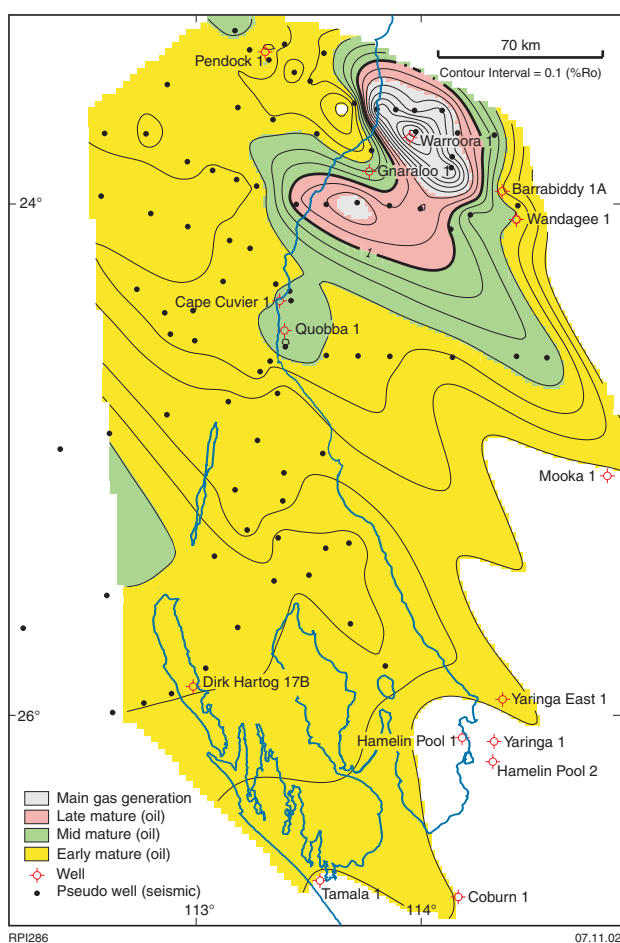 70 km
Contour Interval = 0.1 (%Ro)
Pendock 1
Warroora 1
Gnaraloo 1
Barrabiddy 1A
24°
Wandagee 1
1
Cape Cuvier 1
Quobba 1
Mooka 1
Dirk Hartog 17B
Yaringa East 1
26°
Hamelin Pool 1
Yaringa 1
Hamelin Pool 2
Main gas generation
Late mature (oil)
Mid mature (oil)
Early mature (oil)
Well
Pseudo well (seismic)
Tamala 1
Coburn 1
113°
114°
RPI286
07.11.02